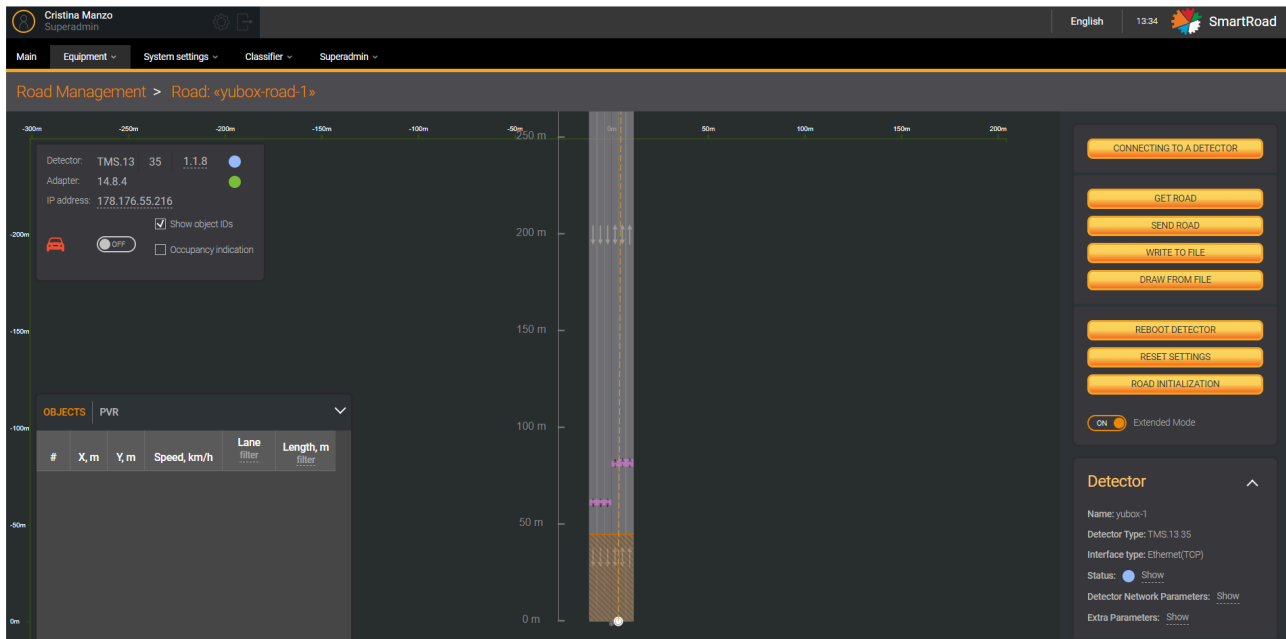 Cristina Manzo
Superadmin
English
13:34
SmartRoad
Main
Equipment
System settings
Classifier
Superadmin
Road Management > Road: «yubox-road-1»
-300m
-250m
-200m
-150m
-100m
-50m
0m
50m
100m
150m
200m
-200m
-150m
-100m
-50m
0m
250 m
200 m
150 m
100 m
50 m
0 m
Detector: TMS.13 35 1.1.8
Adapter: 14.8.4
IP address: 178.176.55.216
Show object IDs
OFF
Occupancy indication
OBJECTS PVR
# X, m Y, m Speed, km/h Lane filter Length, m filter
CONNECTING TO A DETECTOR
GET ROAD
SEND ROAD
WRITE TO FILE
DRAW FROM FILE
REBOOT DETECTOR
RESET SETTINGS
ROAD INITIALIZATION
ON Extended Mode
Detector
Name: yubox-1
Detector Type: TMS.13 35
Interface type: Ethernet(TCP)
Status: Show
Detector Network Parameters: Show
Extra Parameters: Show